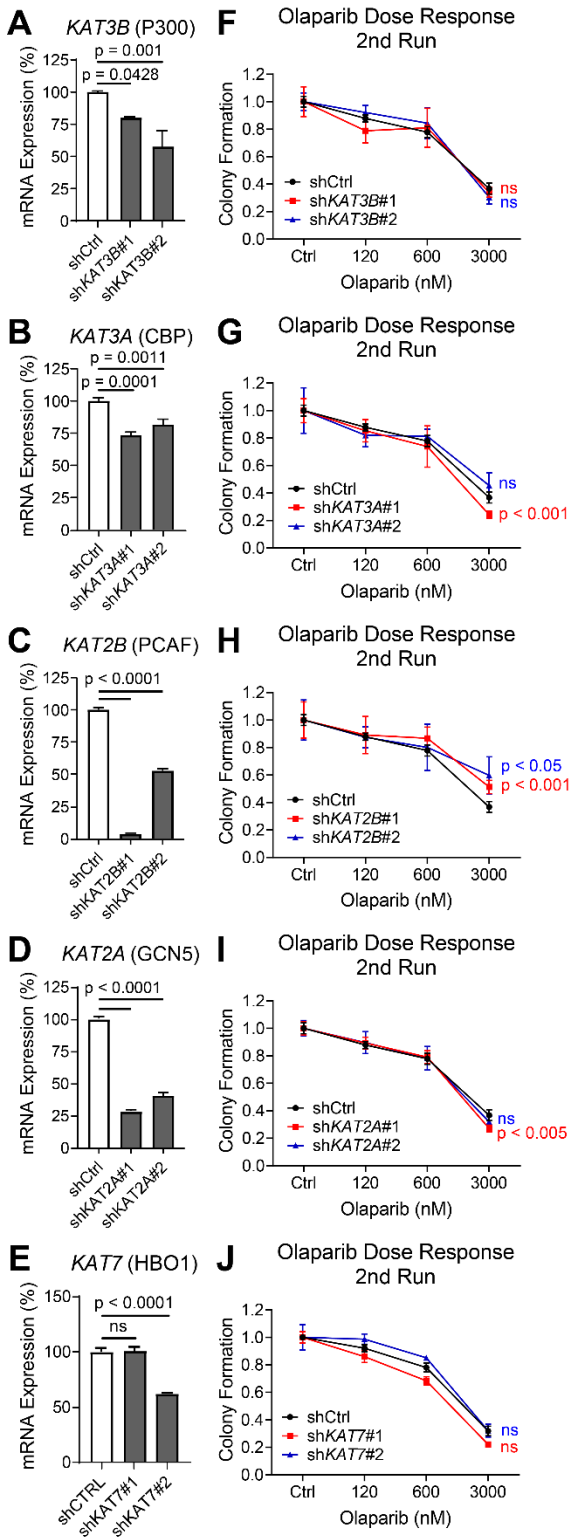 A
KAT3B (P300)
p = 0.001
p = 0.0428
mRNA Expression (%)
125
100
75
50
25
0
shCtrl
shKAT3B#1
shKAT3B#2
F
Olaparib Dose Response
2nd Run
Colony Formation
1.2
1.0
0.8
0.6
0.4
0.2
0.0
shCtrl
shKAT3B#1
shKAT3B#2
ns
ns
Ctrl 120 600 3000
Olaparib (nM)
B
KAT3A (CBP)
p = 0.0011
p = 0.0001
mRNA Expression (%)
125
100
75
50
25
0
shCtrl
shKAT3A#1
shKAT3A#2
G
Olaparib Dose Response
2nd Run
Colony Formation
1.2
1.0
0.8
0.6
0.4
0.2
0.0
shCtrl
shKAT3A#1
shKAT3A#2
ns
p < 0.001
Ctrl 120 600 3000
Olaparib (nM)
C
KAT2B (PCAF)
p < 0.0001
mRNA Expression (%)
125
100
75
50
25
0
shCtrl
shKAT2B#1
shKAT2B#2
H
Olaparib Dose Response
2nd Run
Colony Formation
1.2
1.0
0.8
0.6
0.4
0.2
0.0
shCtrl
shKAT2B#1
shKAT2B#2
p < 0.05
p < 0.001
Ctrl 120 600 3000
Olaparib (nM)
D
KAT2A (GCN5)
p < 0.0001
mRNA Expression (%)
125
100
75
50
25
0
shCtrl
shKAT2A#1
shKAT2A#2
I
Olaparib Dose Response
2nd Run
Colony Formation
1.2
1.0
0.8
0.6
0.4
0.2
0.0
shCtrl
shKAT2A#1
shKAT2A#2
ns
p < 0.005
Ctrl 120 600 3000
Olaparib (nM)
E
KAT7 (HBO1)
p < 0.0001
ns
mRNA Expression (%)
150
100
50
0
shCTRL
shKAT7#1
shKAT7#2
J
Olaparib Dose Response
2nd Run
Colony Formation
1.2
1.0
0.8
0.6
0.4
0.2
0.0
shCtrl
shKAT7#1
shKAT7#2
ns
ns
Ctrl 120 600 3000
Olaparib (nM)